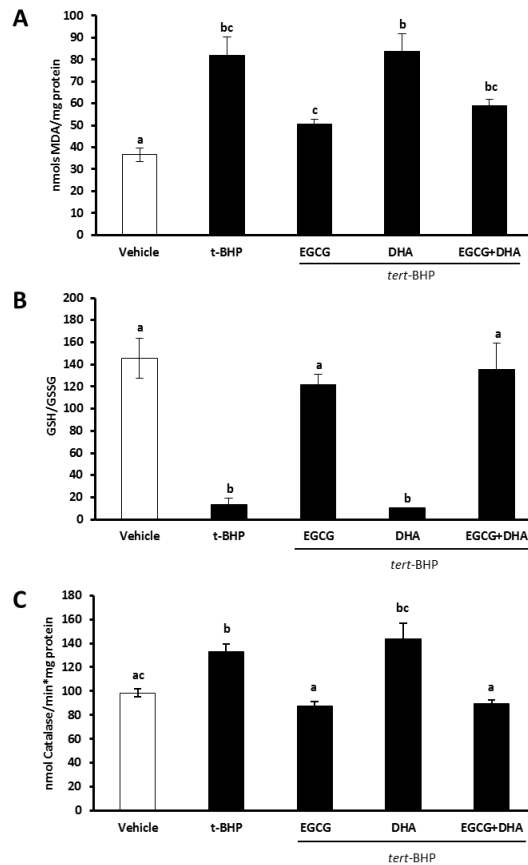 A
nmols MDA/mg protein
100
90
80
70
60
50
40
30
20
10
0
a
bc
c
b
bc
Vehicle t-BHP EGCG DHA EGCG+DHA
tert-BHP
B
GSH/GSSG
200
180
160
140
120
100
80
60
40
20
0
a
b
a
b
a
Vehicle t-BHP EGCG DHA EGCG+DHA
tert-BHP
C
nmol Catalase/min*mg protein
180
160
140
120
100
80
60
40
20
0
ac
b
a
bc
a
Vehicle t-BHP EGCG DHA EGCG+DHA
tert-BHP